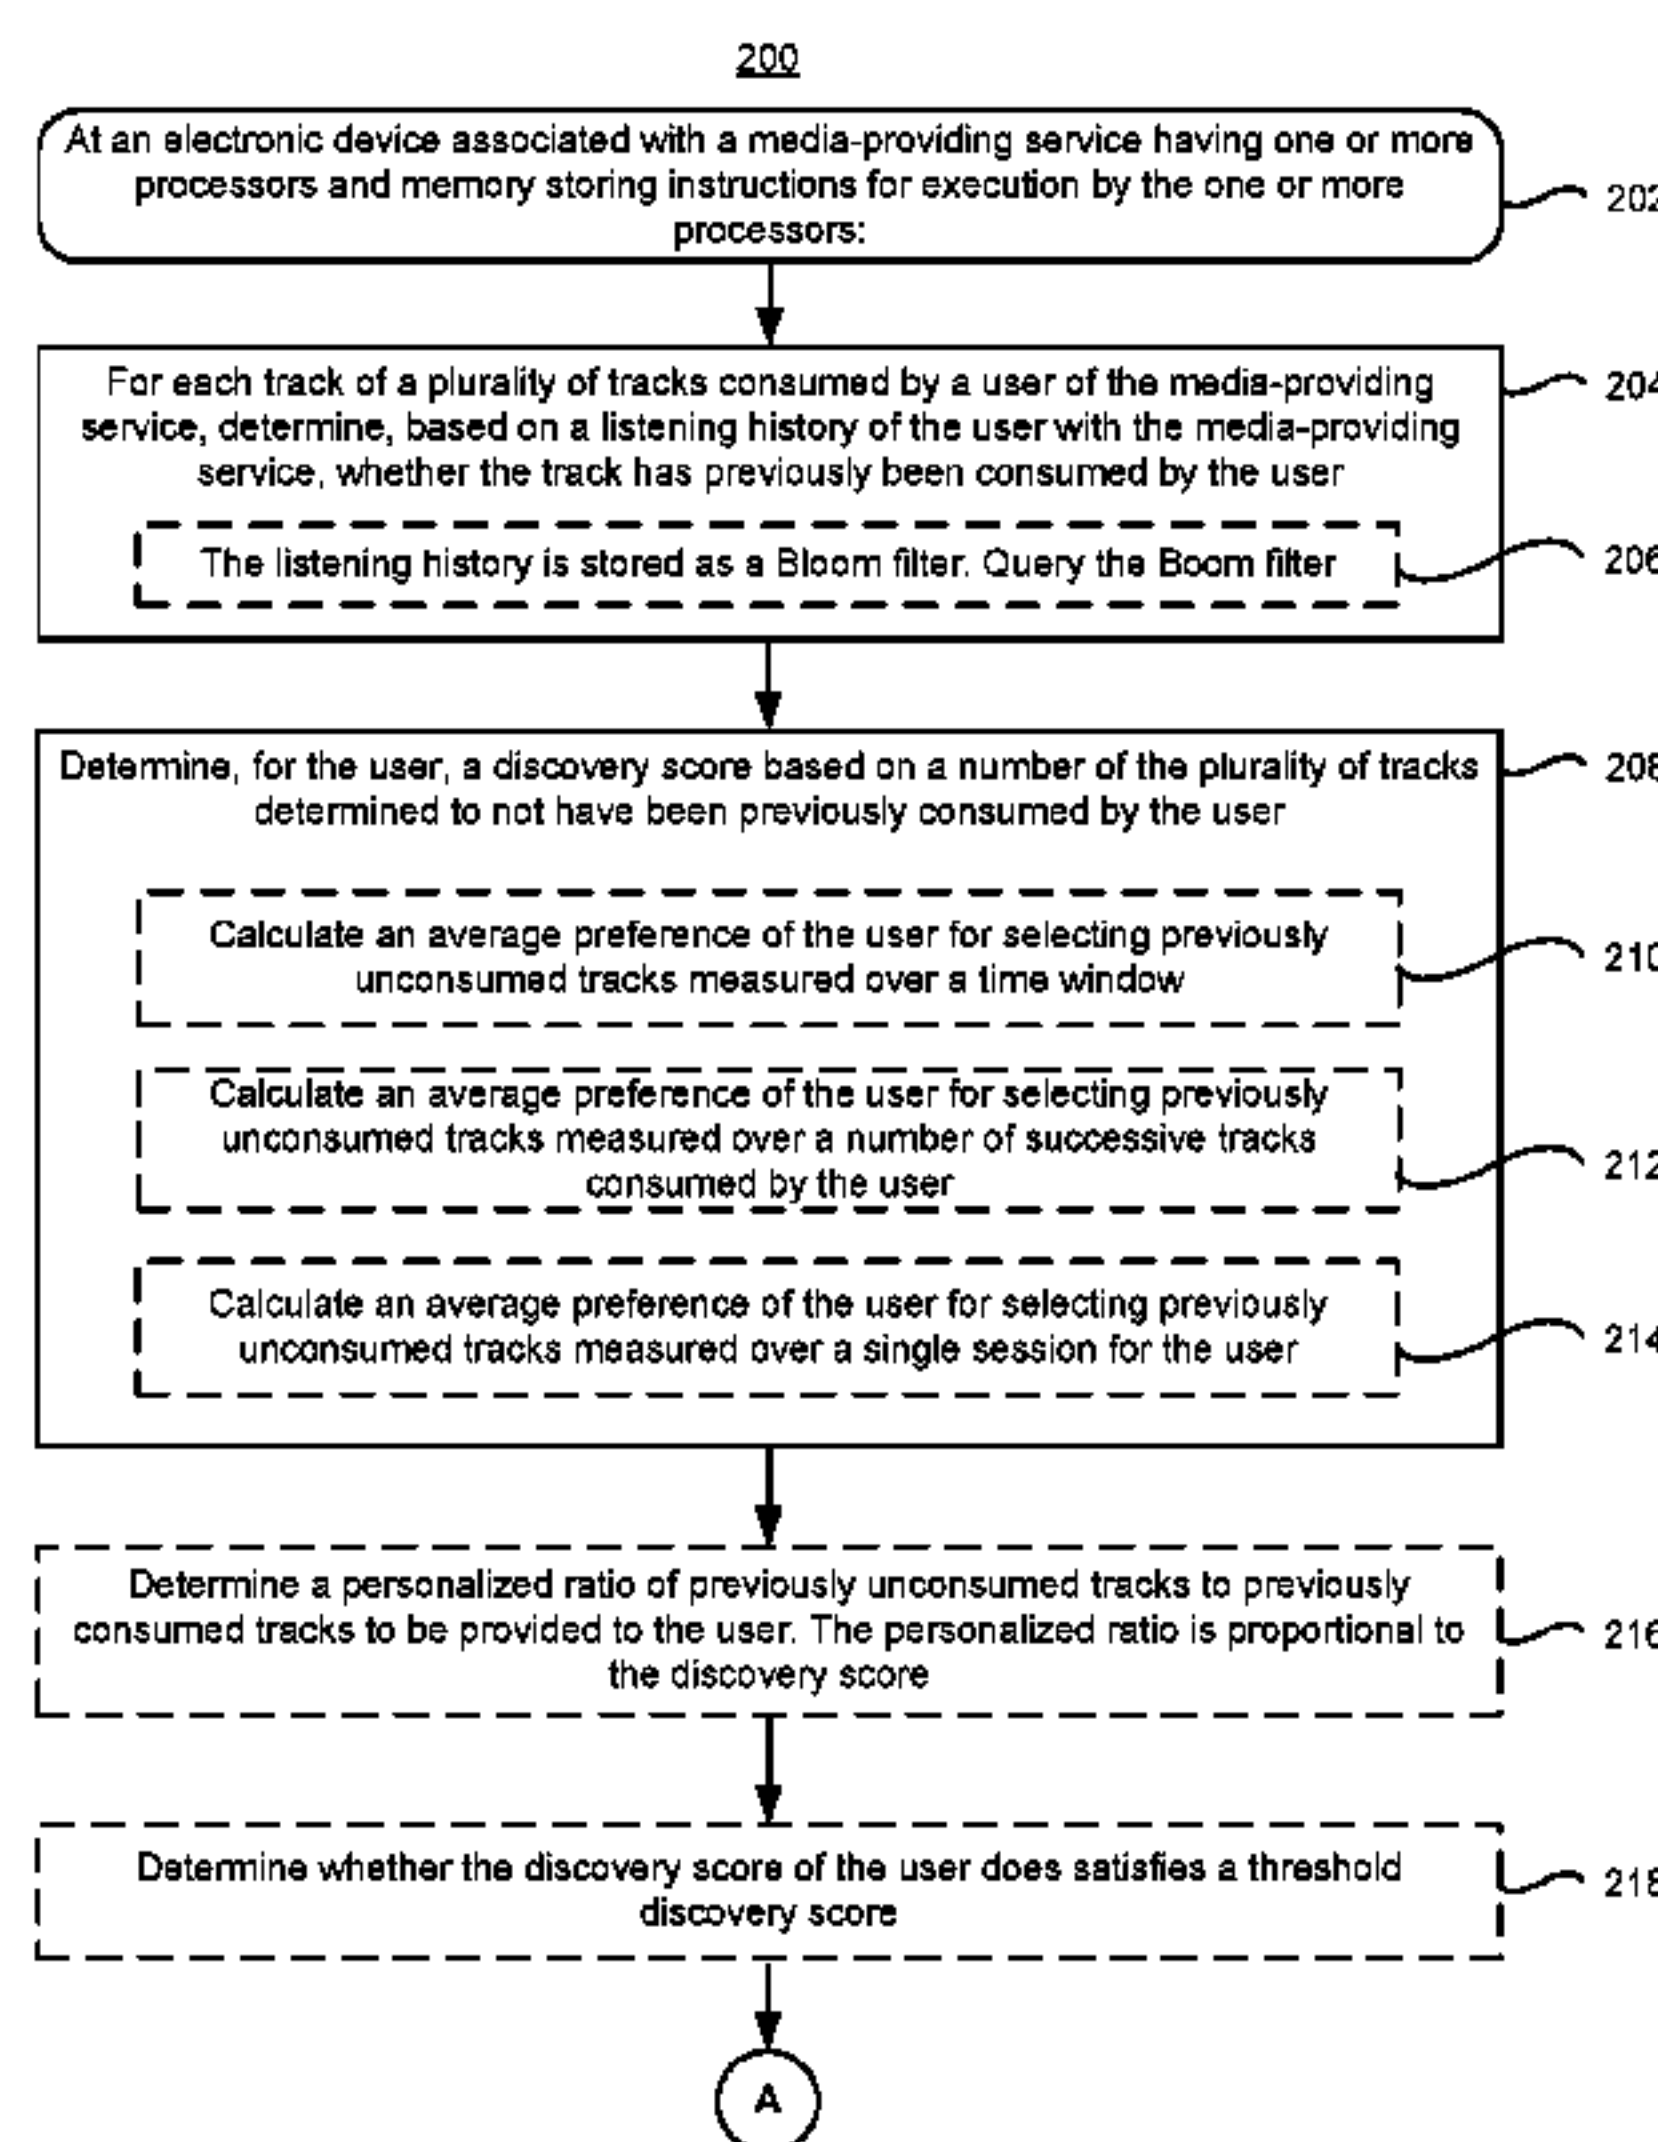 200
At an electronic device associated with a media-providing service having one or more
processors and memory storing instructions for execution by the one or more
processors:
202
For each track of a plurality of tracks consumed by a user of the media-providing
service, determine, based on a listening history of the user with the media-providing
service, whether the track has previously been consumed by the user
204
The listening history is stored as a Bloom filter. Query the Boom filter
206
Determine, for the user, a discovery score based on a number of the plurality of tracks
determined to not have been previously consumed by the user
208
Calculate an average preference of the user for selecting previously
unconsumed tracks measured over a time window
210
Calculate an average preference of the user for selecting previously
unconsumed tracks measured over a number of successive tracks
consumed by the user
212
Calculate an average preference of the user for selecting previously
unconsumed tracks measured over a single session for the user
214
Determine a personalized ratio of previously unconsumed tracks to previously
consumed tracks to be provided to the user. The personalized ratio is proportional to
the discovery score
216
Determine whether the discovery score of the user does satisfies a threshold
discovery score
218
A